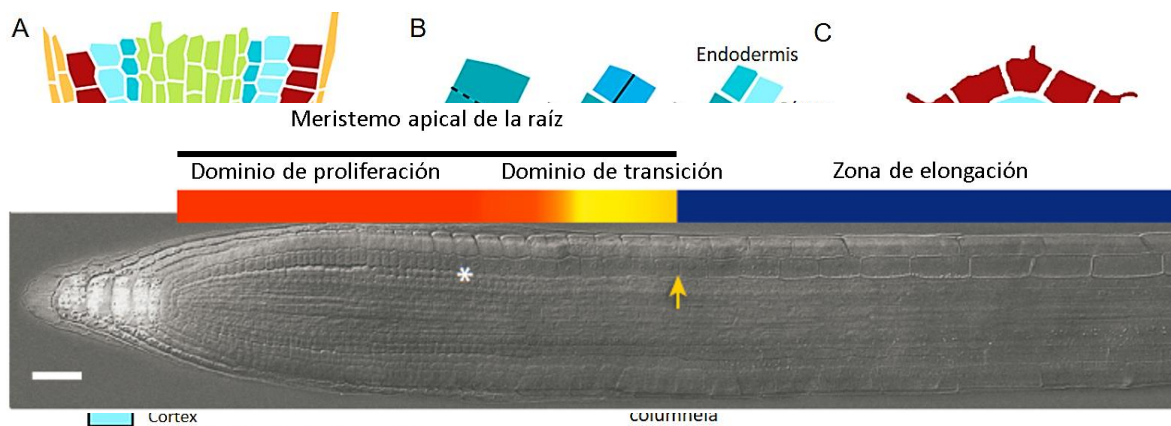 A
B
C
Endodermis
Meristemo apical de la raíz
Dominio de proliferación
Dominio de transición
Zona de elongación
*
Cortex
columnela